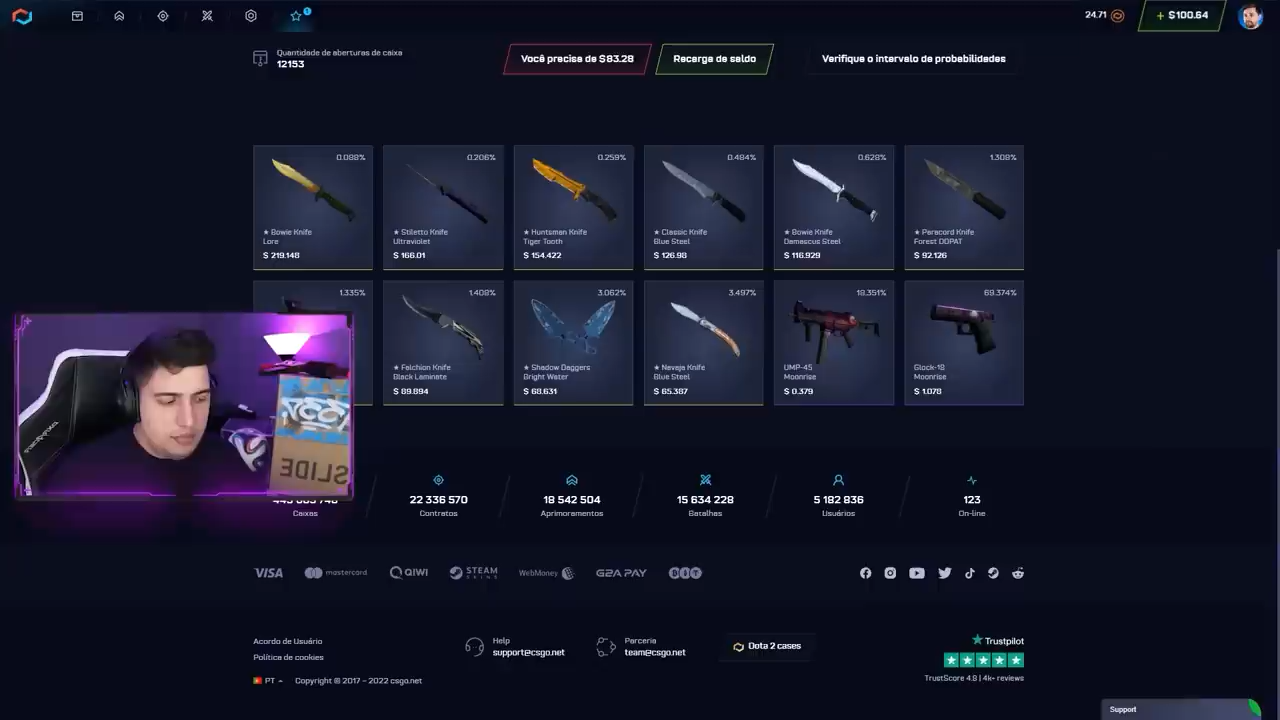 24.71
+ $100.64
1
Quantidade de aberturas de caixa
12153
Você precisa de $83.28
Recarga de saldo
Verifique o intervalo de probabilidades
0.088%
★ Bowie Knife
Lore
$ 219.148
0.206%
★ Stiletto Knife
Ultraviolet
$ 166.01
0.259%
★ Huntsman Knife
Tiger Tooth
$ 154.422
0.484%
★ Classic Knife
Blue Steel
$ 126.98
0.628%
★ Bowie Knife
Damascus Steel
$ 116.929
1.308%
★ Paracord Knife
Forest DDPAT
$ 92.126
1.335%
1.408%
★ Falchion Knife
Black Laminate
$ 89.894
3.062%
★ Shadow Daggers
Bright Water
$ 68.631
3.497%
★ Navaja Knife
Blue Steel
$ 65.387
18.351%
UMP-45
Moonrise
$ 0.379
69.374%
Glock-18
Moonrise
$ 1.078
SLIDE
Caixas
22 336 570
Contratos
18 542 504
Aprimoramentos
15 634 228
Batalhas
5 182 836
Usuários
123
On-line
VISA
mastercard
QIWI
STEAM
SKINS
WebMoney
G2A PAY
Acordo de Usuário
Política de cookies
Help
support@csgo.net
Parceria
team@csgo.net
Dota 2 cases
Trustpilot
TrustScore 4.8 | 4k+ reviews
PT
Copyright © 2017 – 2022 csgo.net
Support